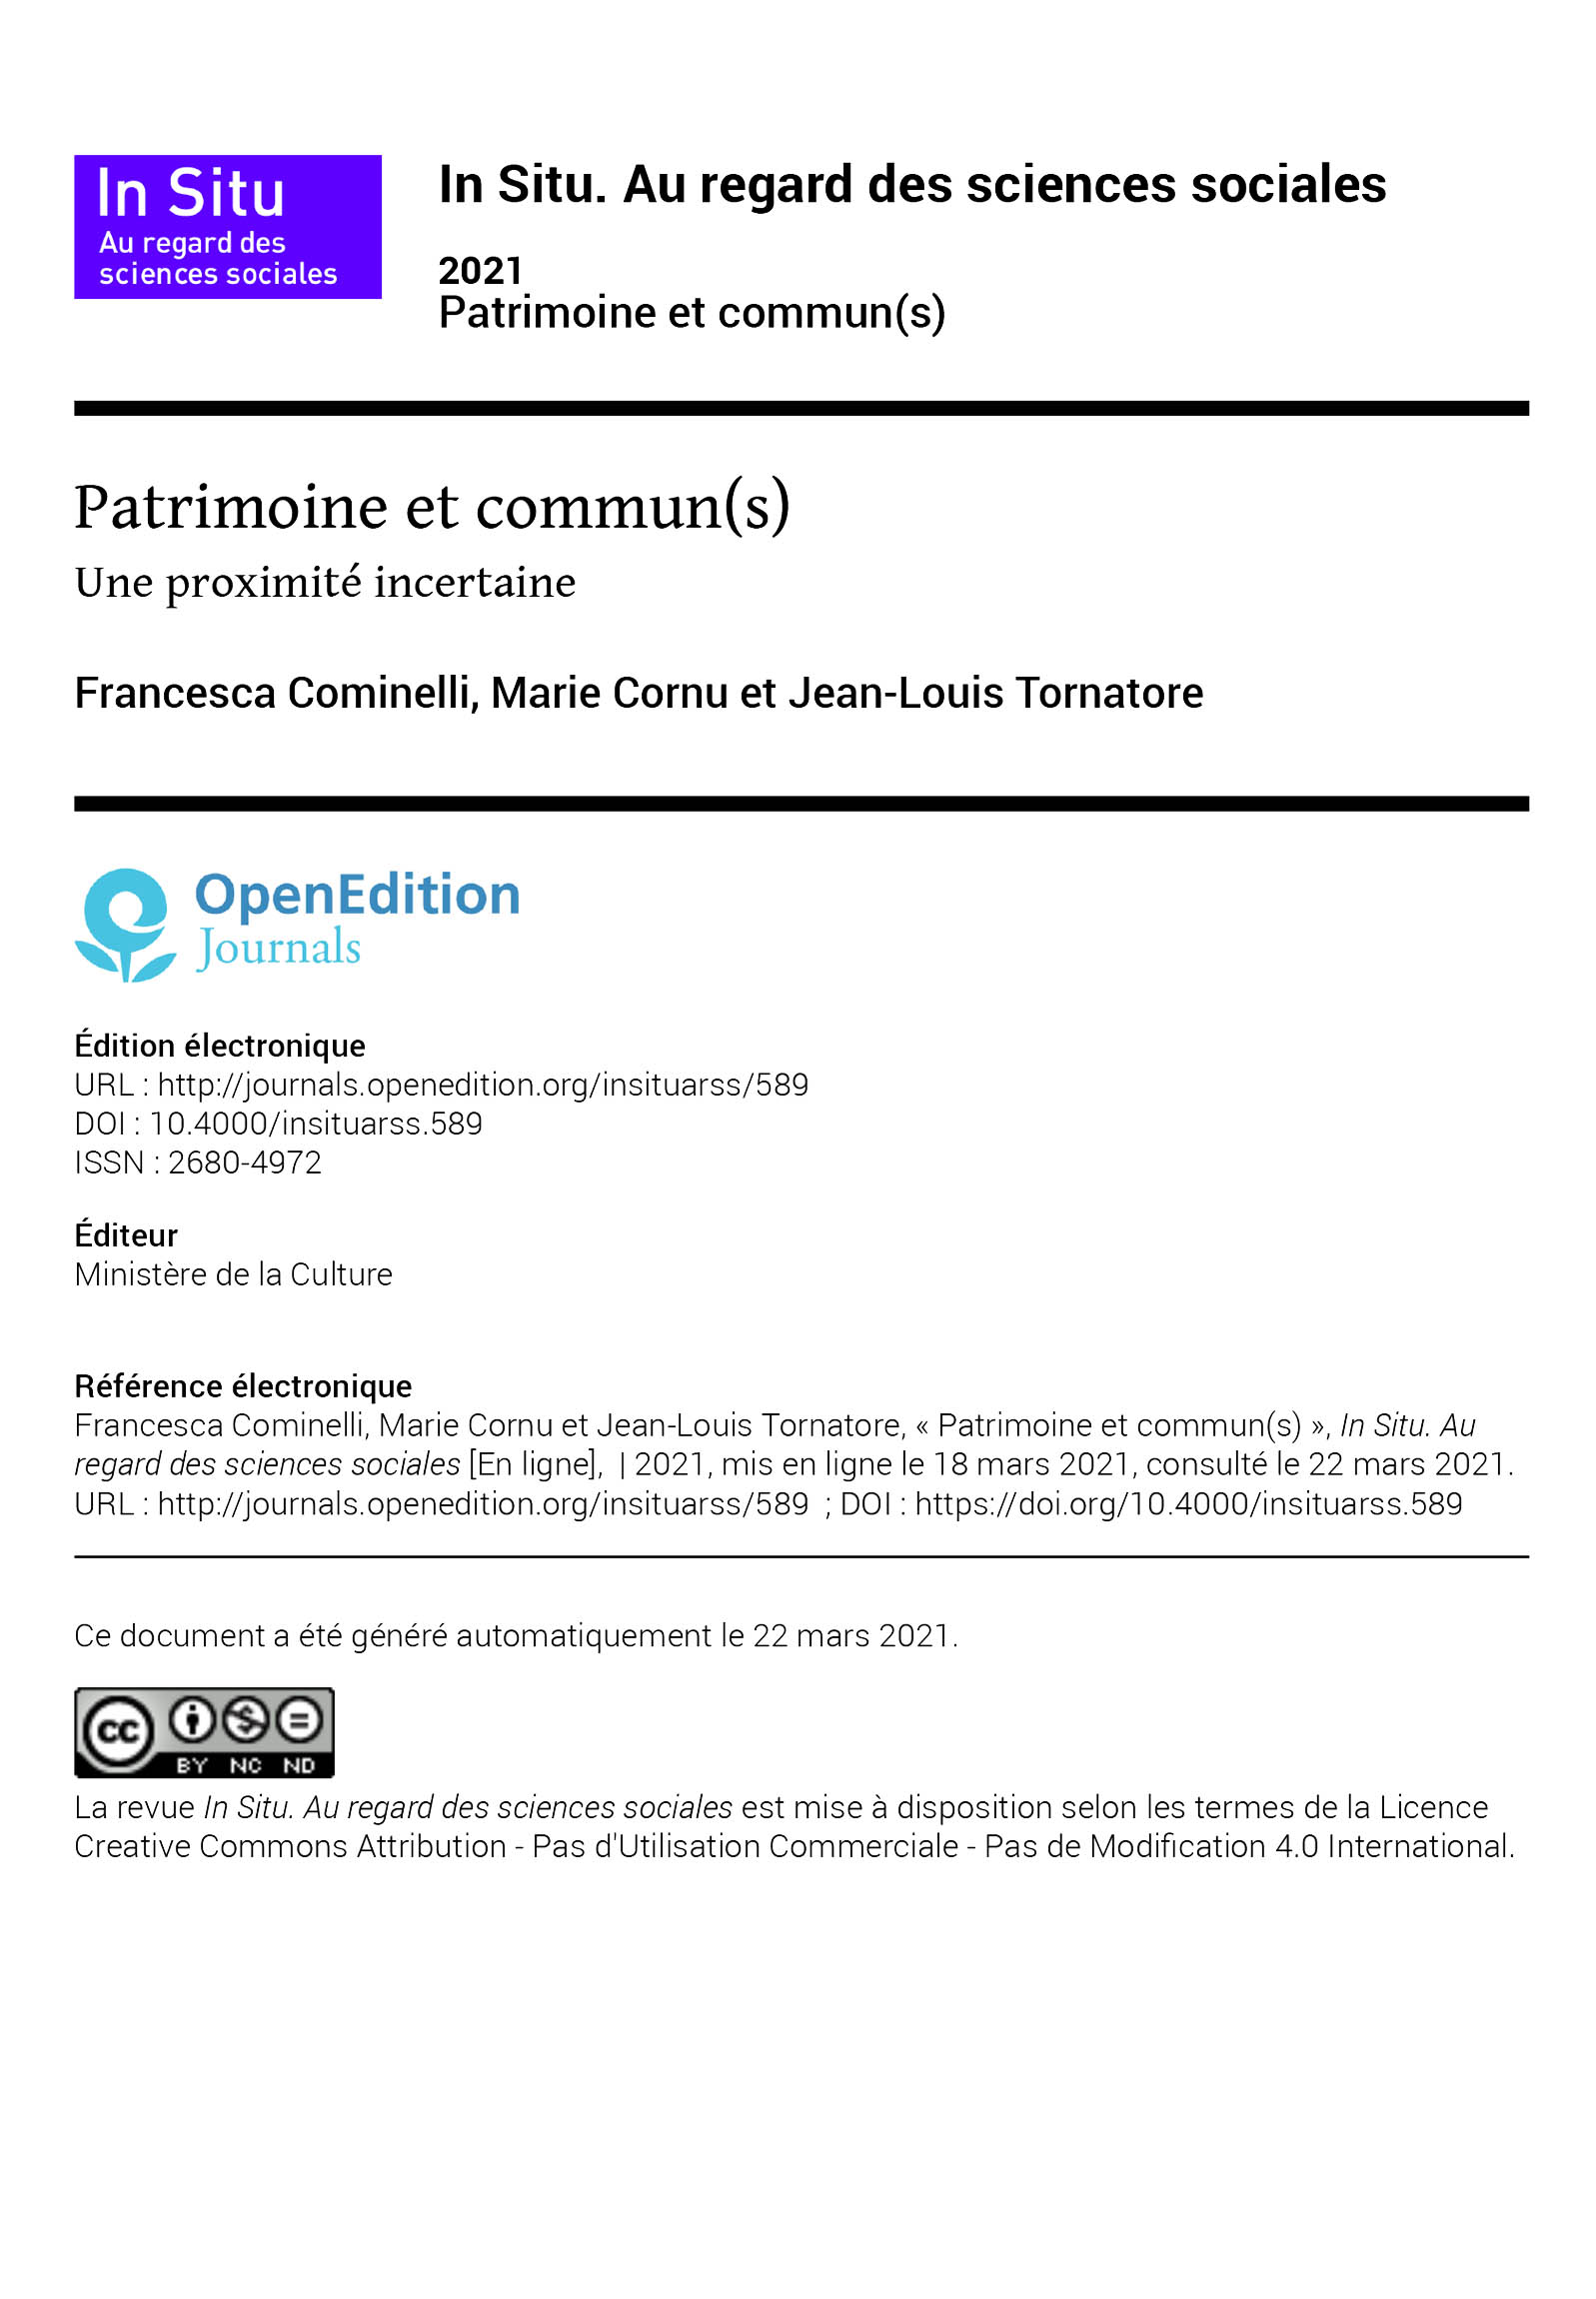 In Situ
Au regard des
sciences sociales
In Situ. Au regard des sciences sociales
2021
Patrimoine et commun(s)
Patrimoine et commun(s)
Une proximité incertaine
Francesca Cominelli, Marie Cornu et Jean-Louis Tornatore
OpenEdition
Journals
Édition électronique
URL : http://journals.openedition.org/insituarss/589
DOI : 10.4000/insituarss.589
ISSN : 2680-4972
Éditeur
Ministère de la Culture
Référence électronique
Francesca Cominelli, Marie Cornu et Jean-Louis Tornatore, « Patrimoine et commun(s) », In Situ. Au
regard des sciences sociales [En ligne],  | 2021, mis en ligne le 18 mars 2021, consulté le 22 mars 2021.
URL : http://journals.openedition.org/insituarss/589  ; DOI : https://doi.org/10.4000/insituarss.589
Ce document a été généré automatiquement le 22 mars 2021.
cc
BY NC ND
La revue In Situ. Au regard des sciences sociales est mise à disposition selon les termes de la Licence
Creative Commons Attribution - Pas d'Utilisation Commerciale - Pas de Modification 4.0 International.